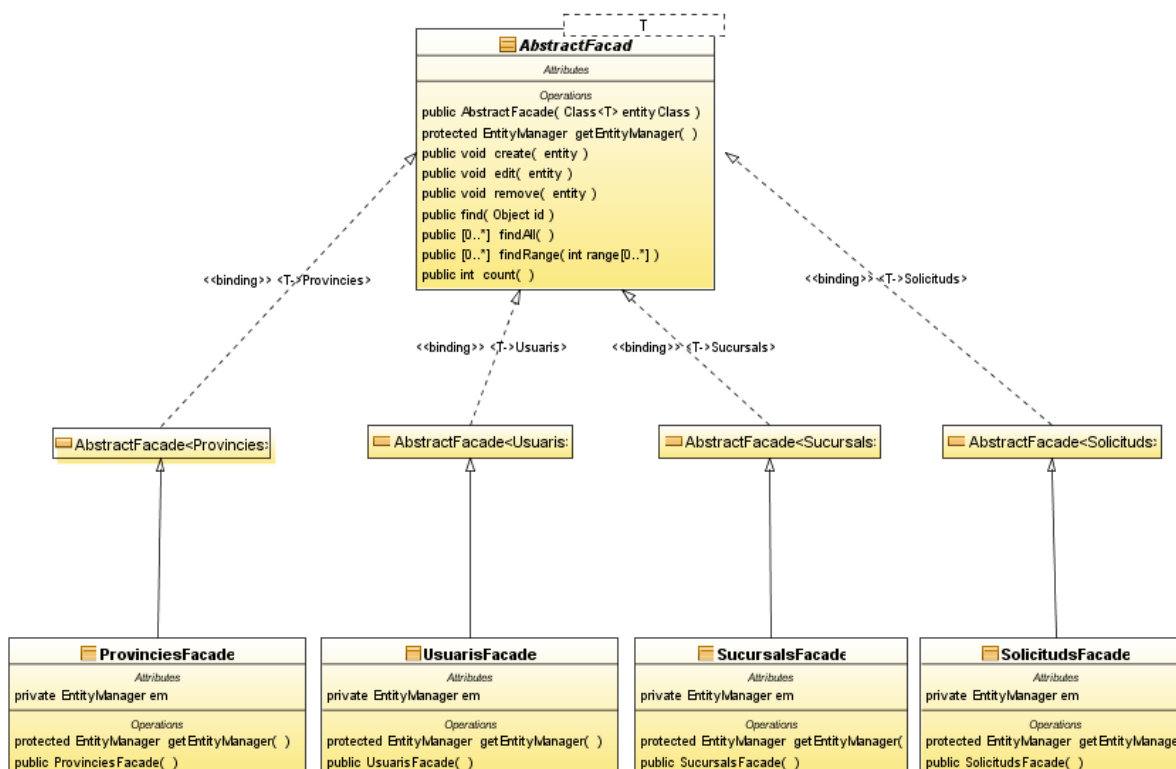 T
AbstractFacad
Attributes
Operations
public AbstractFacade( Class<T> entityClass )
protected EntityManager getEntityManager( )
public void create( entity )
public void edit( entity )
public void remove( entity )
public find( Object id )
public [0..*] findAll( )
public [0..*] findRange( int range[0..*] )
public int count( )
<<binding>> <T->Provincies>
<<binding>> <T->Solicituds>
<<binding>> <T->Usuaris>
<<binding>> <T->Sucursals>
AbstractFacade<Provincies>
AbstractFacade<Usuaris>
AbstractFacade<Sucursals>
AbstractFacade<Solicituds>
ProvinciesFacade
Attributes
private EntityManager em
Operations
protected EntityManager getEntityManager( )
public ProvinciesFacade( )
UsuarisFacade
Attributes
private EntityManager em
Operations
protected EntityManager getEntityManager( )
public UsuarisFacade( )
SucursalsFacade
Attributes
private EntityManager em
Operations
protected EntityManager getEntityManager(
public SucursalsFacade( )
SolicitudsFacade
Attributes
private EntityManager em
Operations
protected EntityManager getEntityManage
public SolicitudsFacade( )